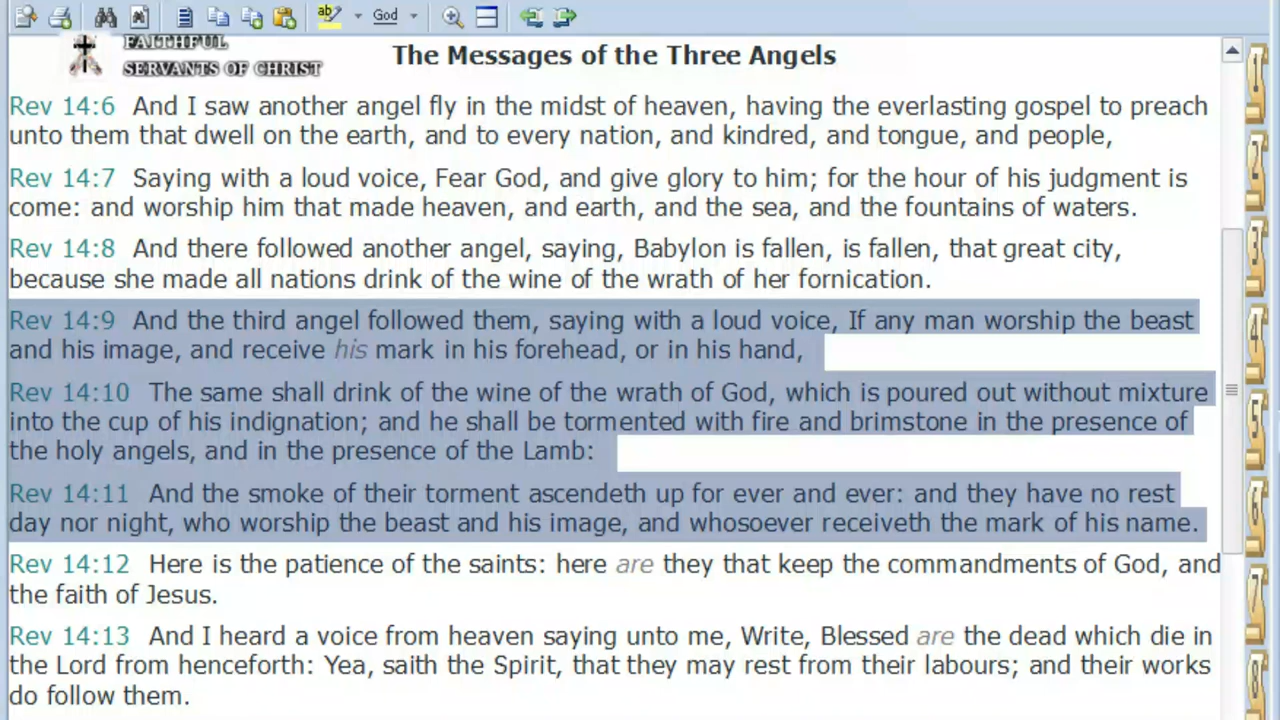 ab God
FAITHFUL
SERVANTS OF CHRIST
The Messages of the Three Angels
Rev 14:6 And I saw another angel fly in the midst of heaven, having the everlasting gospel to preach
unto them that dwell on the earth, and to every nation, and kindred, and tongue, and people,
Rev 14:7 Saying with a loud voice, Fear God, and give glory to him; for the hour of his judgment is
come: and worship him that made heaven, and earth, and the sea, and the fountains of waters.
Rev 14:8 And there followed another angel, saying, Babylon is fallen, is fallen, that great city,
because she made all nations drink of the wine of the wrath of her fornication.
Rev 14:9 And the third angel followed them, saying with a loud voice, If any man worship the beast
and his image, and receive his mark in his forehead, or in his hand,
Rev 14:10 The same shall drink of the wine of the wrath of God, which is poured out without mixture
into the cup of his indignation; and he shall be tormented with fire and brimstone in the presence of
the holy angels, and in the presence of the Lamb:
Rev 14:11 And the smoke of their torment ascendeth up for ever and ever: and they have no rest
day nor night, who worship the beast and his image, and whosoever receiveth the mark of his name.
Rev 14:12 Here is the patience of the saints: here are they that keep the commandments of God, and
the faith of Jesus.
Rev 14:13 And I heard a voice from heaven saying unto me, Write, Blessed are the dead which die in
the Lord from henceforth: Yea, saith the Spirit, that they may rest from their labours; and their works
do follow them.
1
2
3
4
5
6
7
8